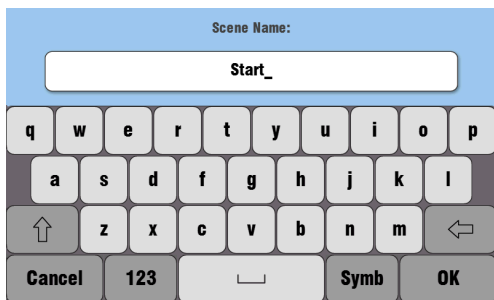 Scene Name:
Start_
q w e r t y u i o p
a s d f g h j k l
z x c v b n m
Cancel 123 Symb OK